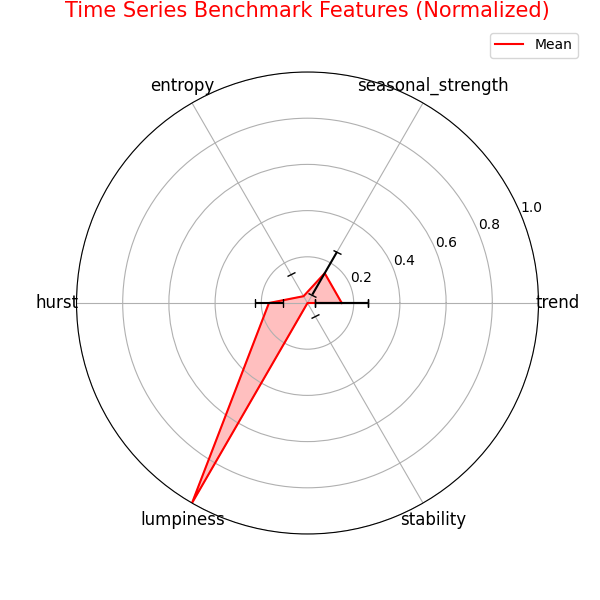 Time Series Benchmark Features (Normalized)
Mean
entropy
seasonal_strength
1.0
0.8
0.6
0.4
0.2
hurst
trend
lumpiness
stability